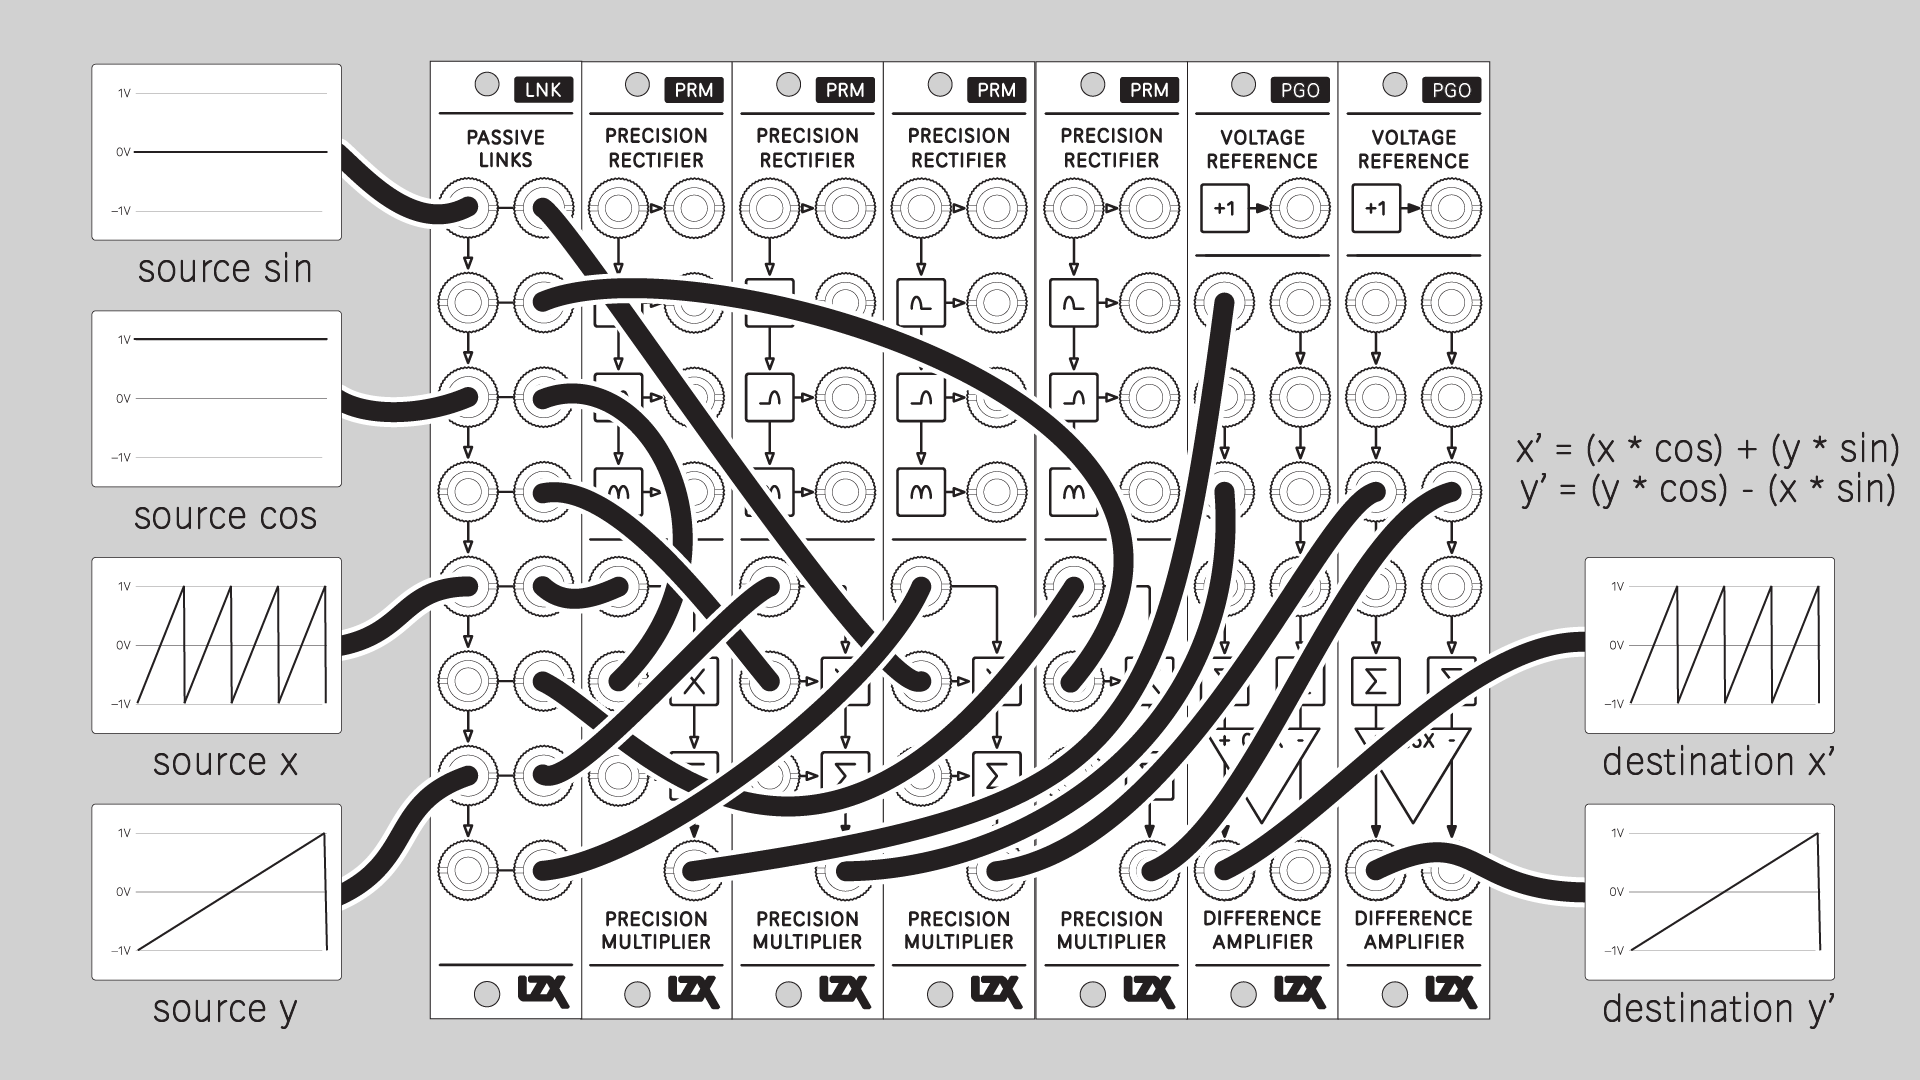 1V
0V
-1V
source sin
1V
0V
-1V
source cos
1V
0V
-1V
source x
1V
0V
-1V
source y
LNK
PASSIVE
LINKS
LZX
PRM
PRECISION
RECTIFIER
X
PRECISION
MULTIPLIER
LZX
PRM
PRECISION
RECTIFIER
Σ
PRECISION
MULTIPLIER
LZX
PRM
PRECISION
RECTIFIER
Σ
PRECISION
MULTIPLIER
LZX
PRM
PRECISION
RECTIFIER
PRECISION
MULTIPLIER
LZX
PGO
VOLTAGE
REFERENCE
+1
+ -
DIFFERENCE
AMPLIFIER
LZX
PGO
VOLTAGE
REFERENCE
+1
Σ Σ
-
DIFFERENCE
AMPLIFIER
LZX
x’ = (x * cos) + (y * sin)
y’ = (y * cos) - (x * sin)
1V
0V
-1V
destination x’
1V
0V
-1V
destination y’